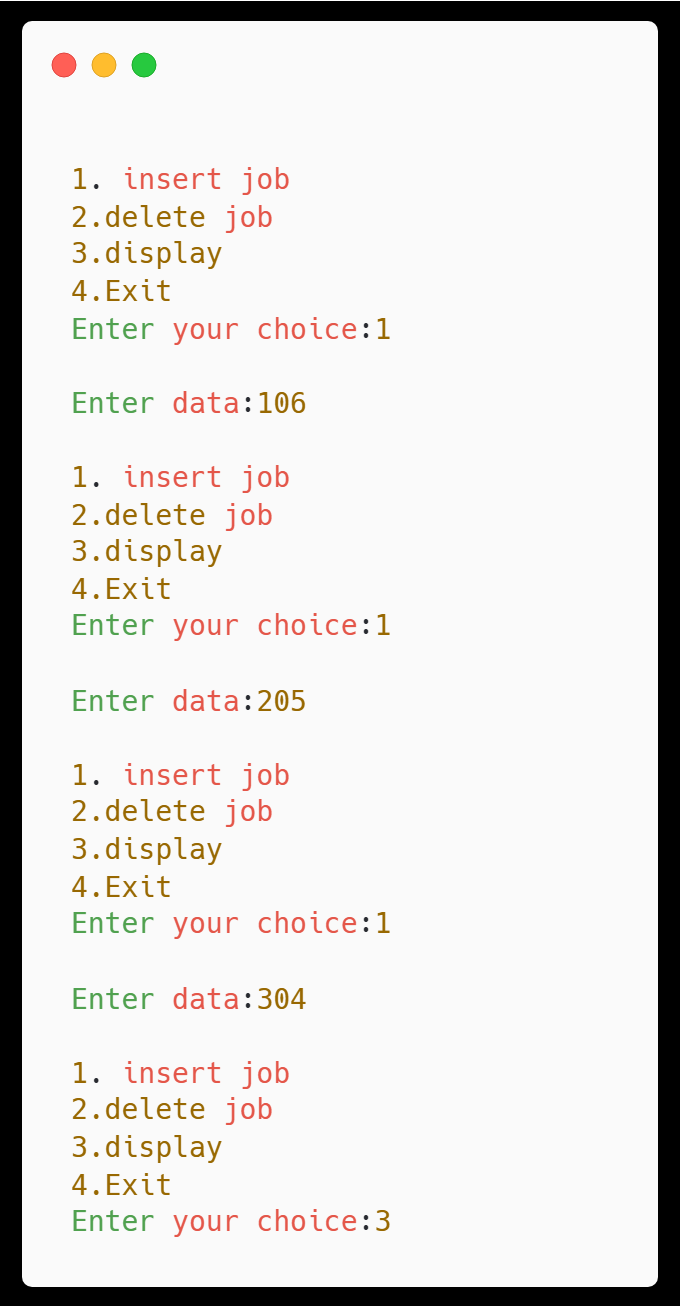 1. insert job
2.delete job
3.display
4.Exit
Enter your choice:1
Enter data:106
1. insert job
2.delete job
3.display
4.Exit
Enter your choice:1
Enter data:205
1. insert job
2.delete job
3.display
4.Exit
Enter your choice:1
Enter data:304
1. insert job
2.delete job
3.display
4.Exit
Enter your choice:3